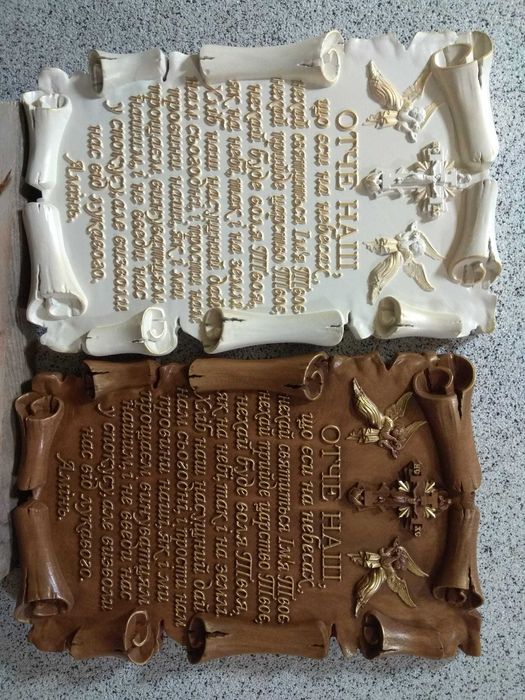 ОТЧЕ НАШ,
що єси на небесах,
нехай святиться Ім'я Твоє,
нехай прийде царство Твоє,
нехай буде воля Твоя,
як на небі, так і на землі
Хліб наш насущний дай
нам сьогодні, і прости нам
провини наші, як і ми
прощаєм винуватцям
нашим, і не введи нас
у спокусу, але визволи
нас від лукавого.
Амінь.
ОТЧЕ НАШ,
що єси на небесах,
нехай святиться Ім'я Твоє,
нехай прийде царство Твоє,
нехай буде воля Твоя,
як на небі, так на землі
Хліб наш насущний дай
нам сьогодні, і прости нам
провини наші, як і ми
прощаєм винуватцям
нашим, і не введи нас
у спокусу, але визволи
нас від лукавого.
Амінь.